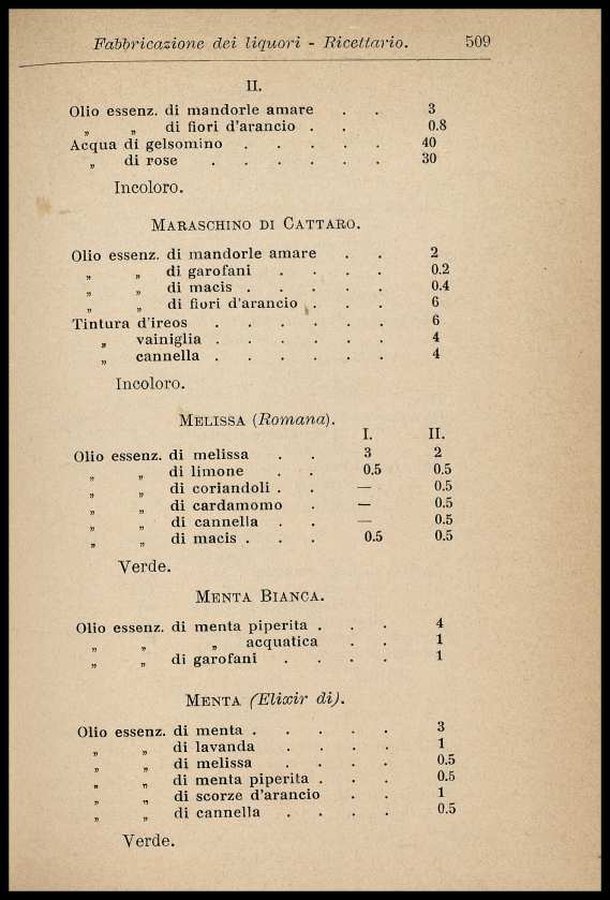 Fabbricazione dei liquori - Ricettario. 509
II.
Olio essenz. di mandorle amare . . 3
„ „ di fiori d'arancio . . 0.8
Acqua di gelsomino . . . . . 40
„ di rose . . . . . . 30
Incoloro.
MARASCHINO DI CATTARO.
Olio essenz. di mandorle amare . . 2
„ „ di garofani . . . . 0.2
„ „ di macis . . . . . 0.4
„ „ di fiori d'arancio . . . 6
Tintura d'ireos . . . . . . 6
„ vainiglia . . . . . . 4
„ cannella . . . . . . 4
Incoloro.
MELISSA (Romana).
I. II.
Olio essenz. di melissa . . 3 2
„ „ di limone . . 0.5 0.5
„ „ di coriandoli . . — 0.5
„ „ di cardamomo . — 0.5
„ „ di cannella . . — 0.5
„ „ di macis . . . 0.5 0.5
Verde.
MENTA BIANCA.
Olio essenz. di menta piperita . . . 4
„ „ „ acquatica . . 1
„ „ di garofani . . . . 1
MENTA (Elixir di).
Olio essenz. di menta . . . . . 3
„ „ di lavanda . . . . 1
„ „ di melissa . . . . 0.5
„ „ di menta piperita . . . 0.5
„ „ di scorze d'arancio . . 1
„ „ di cannella . . . . 0.5
Verde.